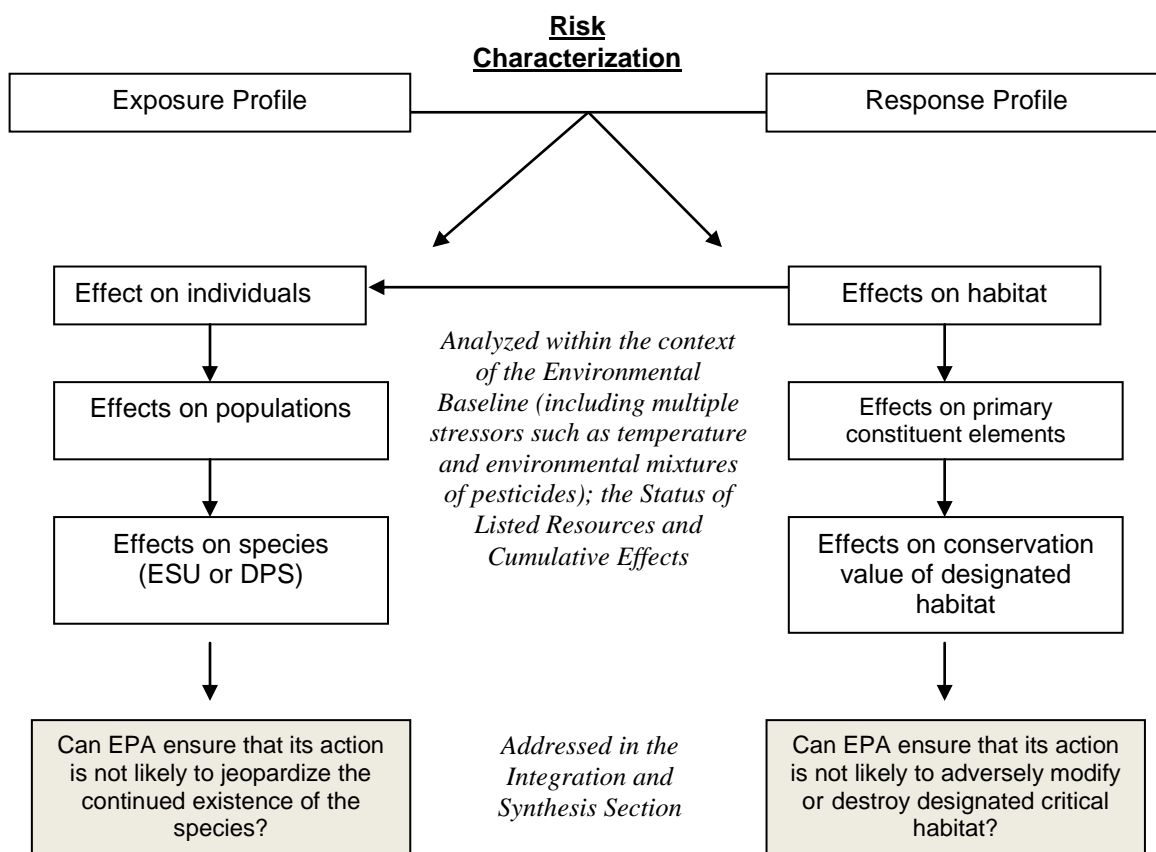 Risk
Characterization
Exposure Profile
Response Profile
Effect on individuals
Effects on habitat
Analyzed within the context
of the Environmental
Baseline (including multiple
stressors such as temperature
and environmental mixtures
of pesticides); the Status of
Listed Resources and
Cumulative Effects
Effects on populations
Effects on primary
constituent elements
Effects on species
(ESU or DPS)
Effects on conservation
value of designated
habitat
Can EPA ensure that its action
is not likely to jeopardize the
continued existence of the
species?
Addressed in the
Integration and
Synthesis Section
Can EPA ensure that its action
is not likely to adversely modify
or destroy designated critical
habitat?